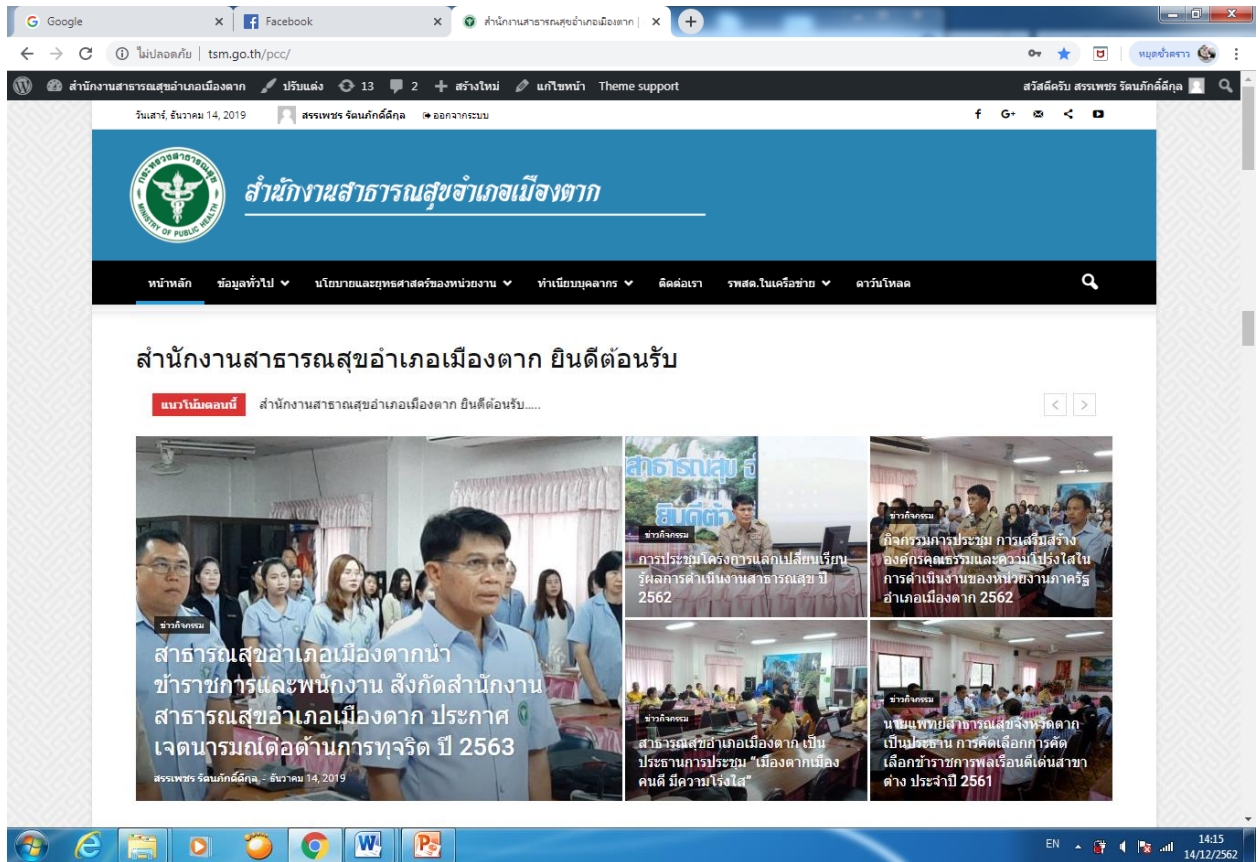 Google
Facebook
สำนักงานสาธารณสุขอำเภอเมืองตาก |
ไม่ปลอดภัย | tsm.go.th/pcc/
หยุดชั่วคราว
สำนักงานสาธารณสุขอำเภอเมืองตาก ปรับแต่ง 13 2 + สร้างใหม่ แก้ไขหน้า Theme support
สวัสดีครับ สรรเพชร รัตนภักดิ์ดีกุล
วันเสาร์, ธันวาคม 14, 2019 สรรเพชร รัตนภักดิ์ดีกุล ออกจากระบบ
f G+
กระทรวงสาธารณสุข
MINISTRY OF PUBLIC HEALTH
สำนักงานสาธารณสุขอำเภอเมืองตาก
หน้าหลัก ข้อมูลทั่วไป นโยบายและยุทธศาสตร์ของหน่วยงาน ทำเนียบบุคลากร ติดต่อเรา รพสต.ในเครือข่าย ดาว์นโหลด
สำนักงานสาธารณสุขอำเภอเมืองตาก ยินดีต้อนรับ
แนวโน้มตอนนี้ สำนักงานสาธาณสุขอำเภอเมืองตาก ยินดีต้อนรับ.....
ข่าวกิจกรรม
สาธารณสุขอำเภอเมืองตากนำ
ข้าราชการและพนักงาน สังกัดสำนักงาน
สาธารณสุขอำเภอเมืองตาก ประกาศ
เจตนารมณ์ต่อต้านการทุจริต ปี 2563
สรรเพชร รัตนภักดิ์ดีกุล - ธันวาคม 14, 2019
สาธารณสุข อ
ยินดีต้า
ข่าวกิจกรรม
การประชุมโครงการแลกเปลี่ยนเรียน
รู้ผลการดำเนินงานสาธารณสุข ปี
2562
ข่าวกิจกรรม
กิจกรรมการประชุม การเสริมสร้าง
องค์กรคุณธรรมและความโปร่งใสใน
การดำเนินงานของหน่วยงานภาครัฐ
อำเภอเมืองตาก 2562
ข่าวกิจกรรม
สาธารณสุขอำเภอเมืองตาก เป็น
ประธานการประชุม “เมืองตากเมือง
คนดี มีความโร่งใส”
ข่าวกิจกรรม
นายแพทย์สาธารณสุขจังหวัดตาก
เป็นประธาน การคัดเลือกการคัด
เลือกข้าราชการพลเรือนดีเด่นสาขา
ต่าง ประจำปี 2561
EN
14:15
14/12/2562